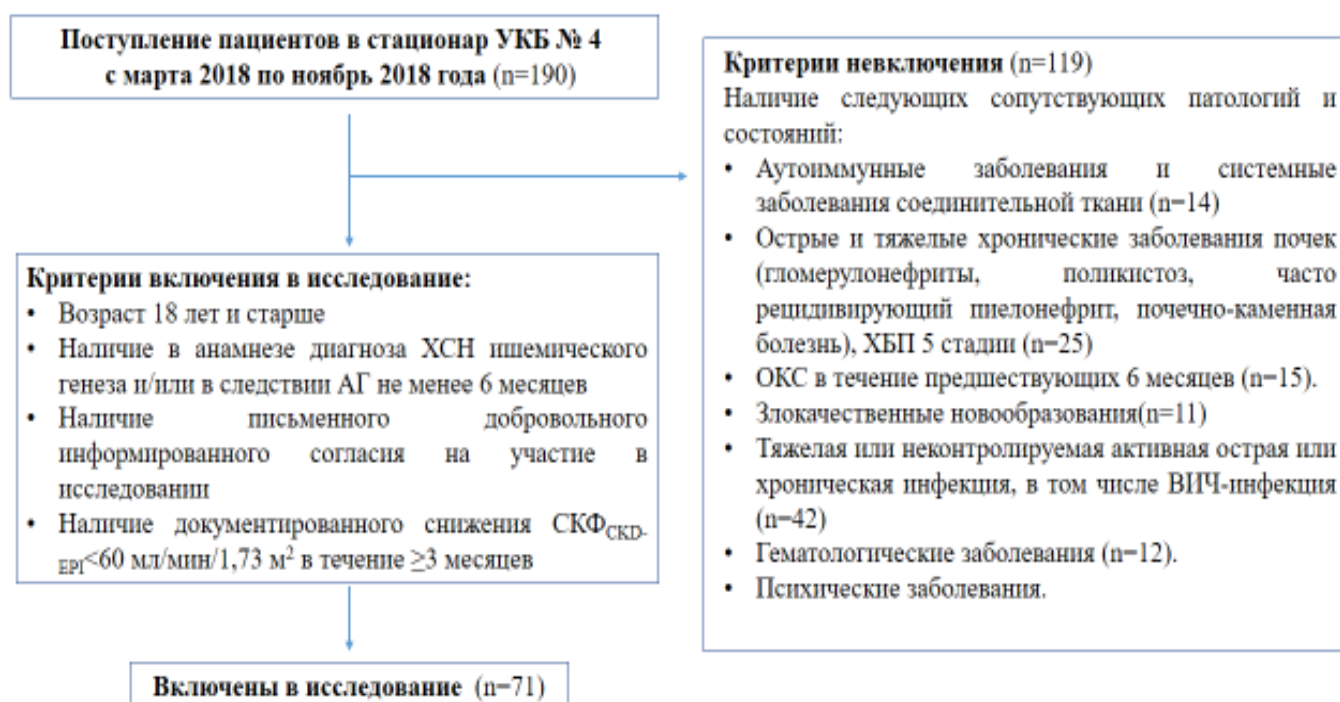 Поступление пациентов в стационар УКБ № 4
с марта 2018 по ноябрь 2018 года (n=190)
Критерии невключения (n=119)
Наличие следующих сопутствующих патологий и
состояний:
• Аутоиммунные заболевания и системные
заболевания соединительной ткани (n=14)
• Острые и тяжелые хронические заболевания почек
(гломерулонефриты, поликистоз, часто
рецидивирующий пиелонефрит, почечно-каменная
болезнь), ХБП 5 стадии (n=25)
• ОКС в течение предшествующих 6 месяцев (n=15).
• Злокачественные новообразования(n=11)
• Тяжелая или неконтролируемая активная острая или
хроническая инфекция, в том числе ВИЧ-инфекция
(n=42)
• Гематологические заболевания (n=12).
• Психические заболевания.
Критерии включения в исследование:
• Возраст 18 лет и старше
• Наличие в анамнезе диагноза ХСН ишемического
генеза и/или в следствии АГ не менее 6 месяцев
• Наличие письменного добровольного
информированного согласия на участие в
исследовании
• Наличие документированного снижения СКФCKD-
EPI<60 мл/мин/1,73 м² в течение ≥3 месяцев
Включены в исследование (n=71)